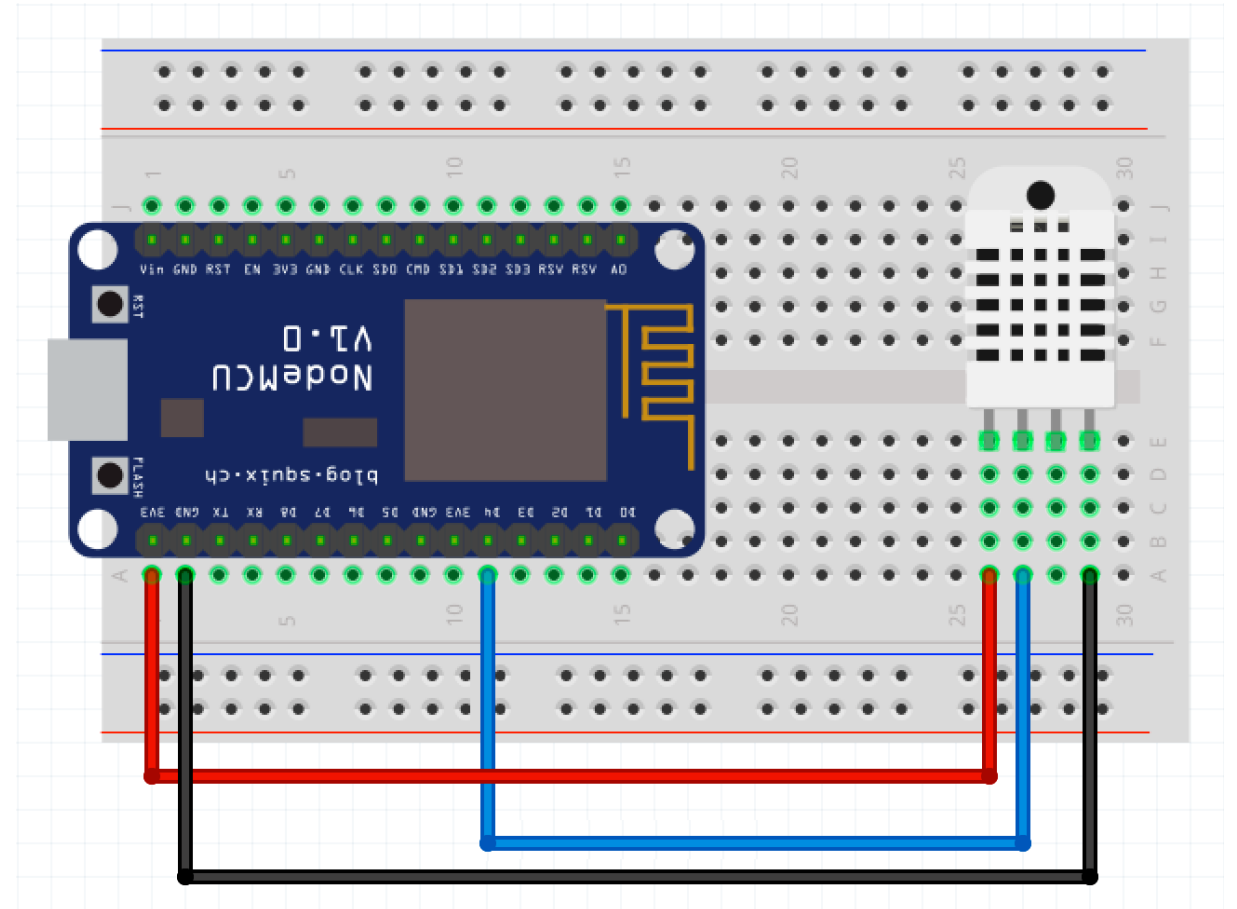 1 5 10 15 20 25 30
J J
I
H
G
F
Vin GND RST EN 3V3 GND CLK SD0 CMD SD1 SD2 SD3 RSV RSV A0
RST
V1.0
NodeMCU
FLASH
blog.squix.ch
3V3 GND TX RX D8 D7 D6 D5 GND 3V3 D4 D3 D2 D1 D0
E
D
C
B
A A
5 10 15 20 25 30